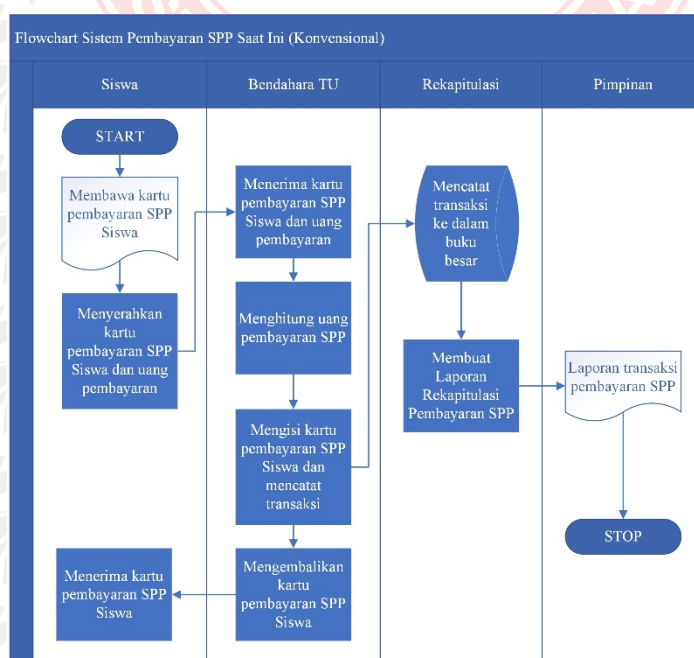 Flowchart Sistem Pembayaran SPP Saat Ini (Konvensional)
Siswa
Bendahara TU
Rekapitulasi
Pimpinan
START
Membawa kartu
pembayaran SPP
Siswa
Menyerahkan
kartu
pembayaran SPP
Siswa dan uang
pembayaran
Menerima kartu
pembayaran SPP
Siswa
Menerima kartu
pembayaran SPP
Siswa dan uang
pembayaran
Menghitung uang
pembayaran SPP
Mengisi kartu
pembayaran SPP
Siswa dan
mencatat
transaksi
Mengembalikan
kartu
pembayaran SPP
Siswa
Mencatat
transaksi
ke dalam
buku
besar
Membuat
Laporan
Rekapitulasi
Pembayaran SPP
Laporan transaksi
pembayaran SPP
STOP